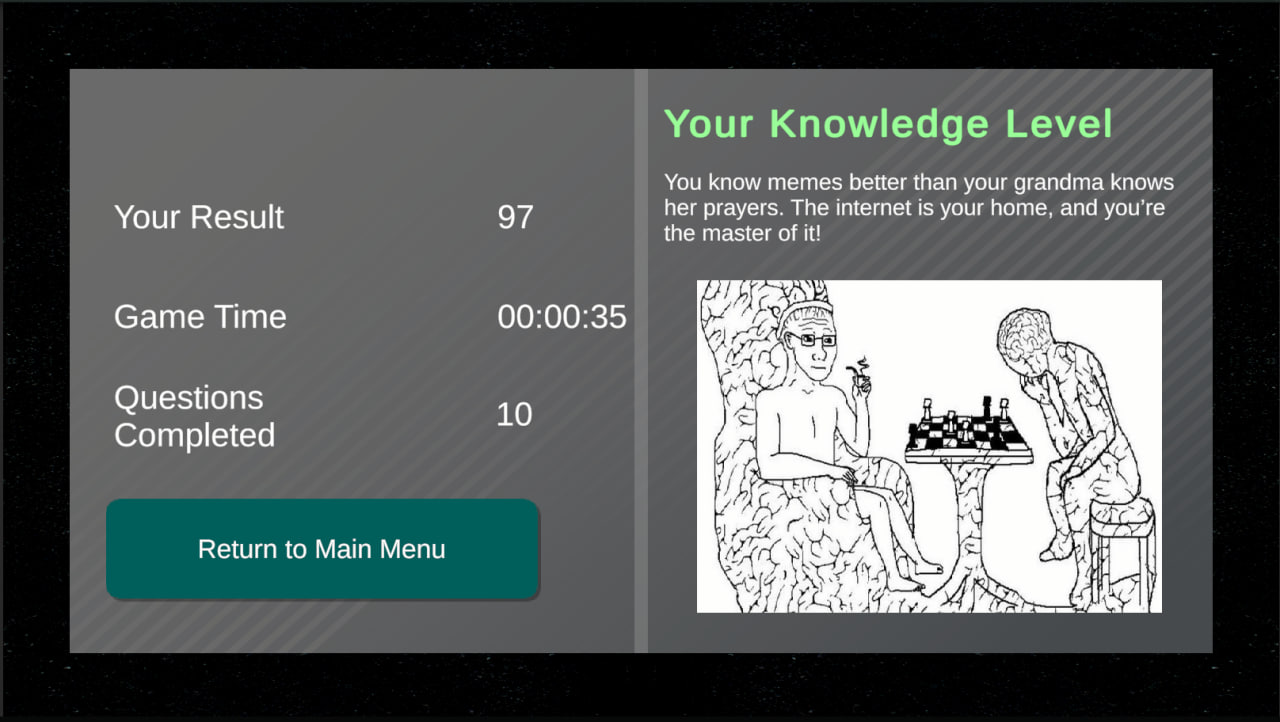 Your Result 97
Game Time 00:00:35
Questions
Completed 10
Return to Main Menu
Your Knowledge Level
You know memes better than your grandma knows
her prayers. The internet is your home, and you’re
the master of it!